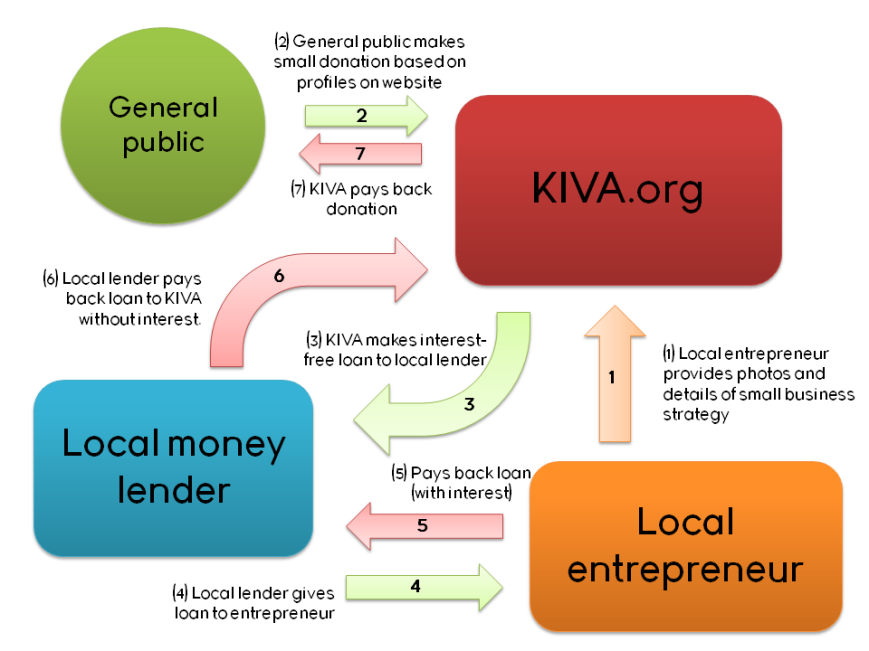 (2) General public makes
small donation based on
profiles on website
General
public
2
7
KIVA.org
(7) KIVA pays back
donation
(6) Local lender pays
back loan to KIVA
without interest.
6
(3) KIVA makes interest-
free loan to local lender
3
1
(1) Local entrepreneur
provides photos and
details of small business
strategy
Local money
lender
(5) Pays back loan
(with interest)
5
Local
entrepreneur
4
(4) Local lender gives
loan to entrepreneur